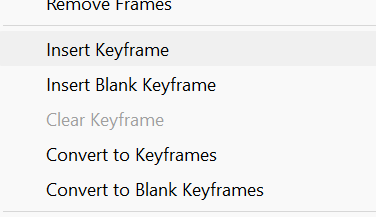 Remove Frames
Insert Keyframe
Insert Blank Keyframe
Clear Keyframe
Convert to Keyframes
Convert to Blank Keyframes